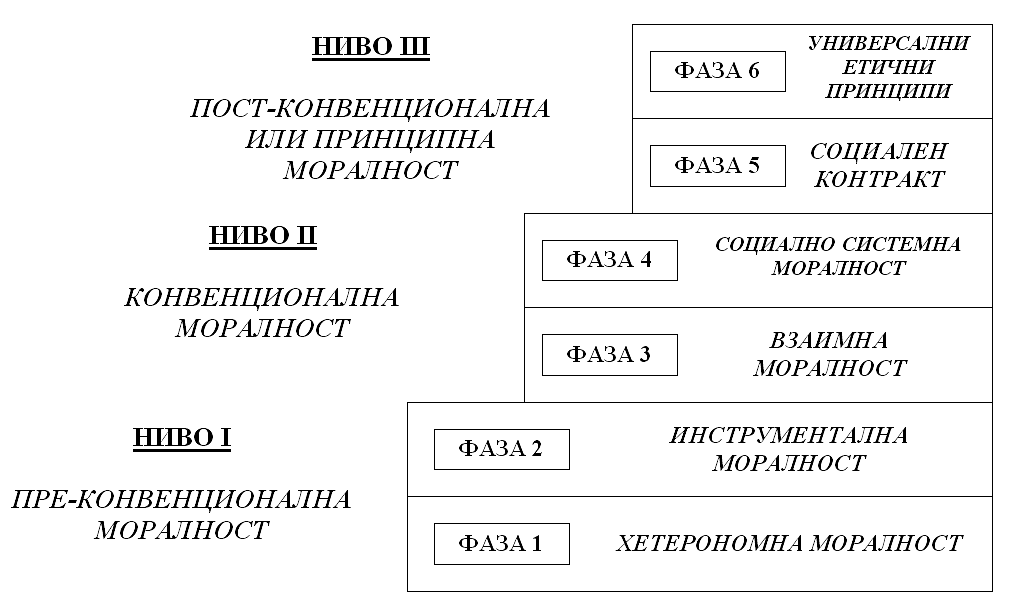 НИВО III
ПОСТ-КОНВЕНЦИОНАЛНА
ИЛИ ПРИНЦИПНА
МОРАЛНОСТ
ФАЗА 6
УНИВЕРСАЛНИ
ЕТИЧНИ
ПРИНЦИПИ
ФАЗА 5
СОЦИАЛЕН
КОНТРАКТ
НИВО II
КОНВЕНЦИОНАЛНА
МОРАЛНОСТ
ФАЗА 4
СОЦИАЛНО СИСТЕМНА
МОРАЛНОСТ
ФАЗА 3
ВЗАИМНА
МОРАЛНОСТ
НИВО I
ПРЕ-КОНВЕНЦИОНАЛНА
МОРАЛНОСТ
ФАЗА 2
ИНСТРУМЕНТАЛНА
МОРАЛНОСТ
ФАЗА 1
ХЕТЕРОНОМНА МОРАЛНОСТ